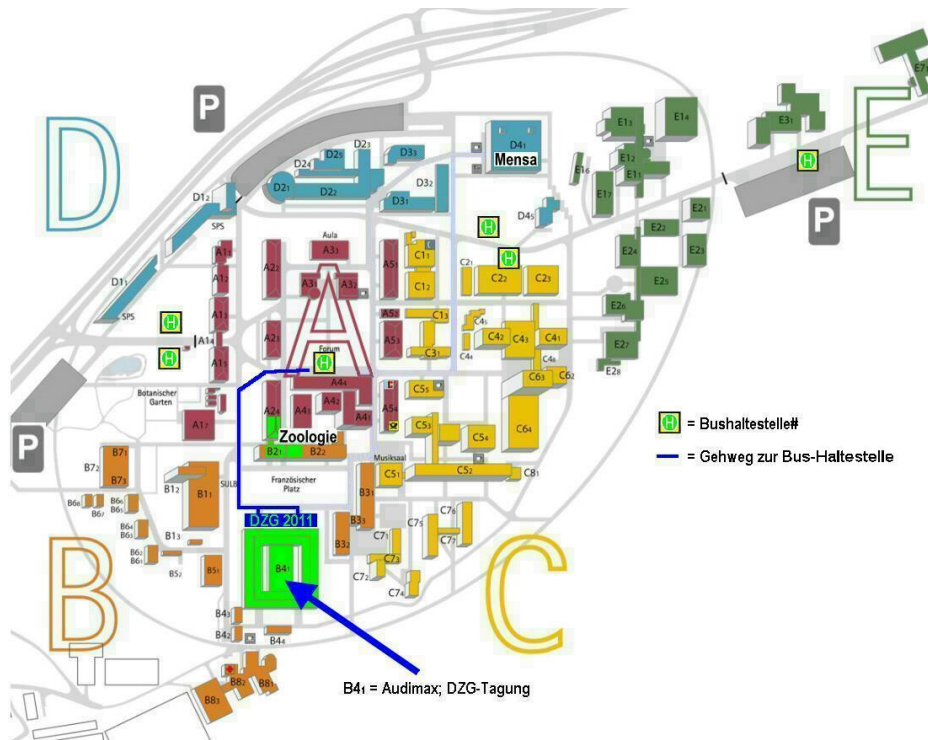 P
D
E
E7₁
E1₃
E1₄
E3₁
H
D2₃
D2₅
D2₄
D3₃
D4₁
Mensa
E1₂
E1₁
D2₁
D2₂
D3₂
D3₁
E1₆
E1₇
D1₂
SPS
D4₅
H
P
E2₁
E2₂
Aula
A3₃
H
E2₄
E2₃
A2₂
A5₁
C1₁
A1₂
A3₁
A3₂
C1₂
C2₁
C2₂
C2₃
E2₅
D1₁
SPS
A
A1₃
A5₂
C1₃
C4₅
E2₆
H
A2₃
A5₃
C4₂
C4₃
C4₁
A1₄
E2₇
Forum
C3₁
C4₄
C4₆
H
A1₅
H
E2₈
A4₄
C6₃
C6₂
Botanischer
Garten
C5₅
A2₄
A4₃
A4₂
A4₁
A5₄
A1₇
C5₃
C5₄
C6₄
H = Bushaltestelle#
P
Zoologie
B7₁
B2₁
B2₂
Musiksaal
= Gehweg zur Bus-Haltestelle
B7₂
B7₃
B1₂
B1₁
SULB
Französischer
Platz
B3₁
C5₁
C5₂
C8₁
B6₈
B6₇
B6₆
B6₅
DZG 2011
B3₃
C7₆
C7₅
B6₄
B6₃
B1₃
B3₂
C7₁
B6₂
B6₁
B5₂
B5₁
B4₁
C7₃
C7₂
C7₄
B
C
B4₃
B4₂
B4₄
B8₂
B8₁
B8₃
B4₁ = Audimax; DZG-Tagung